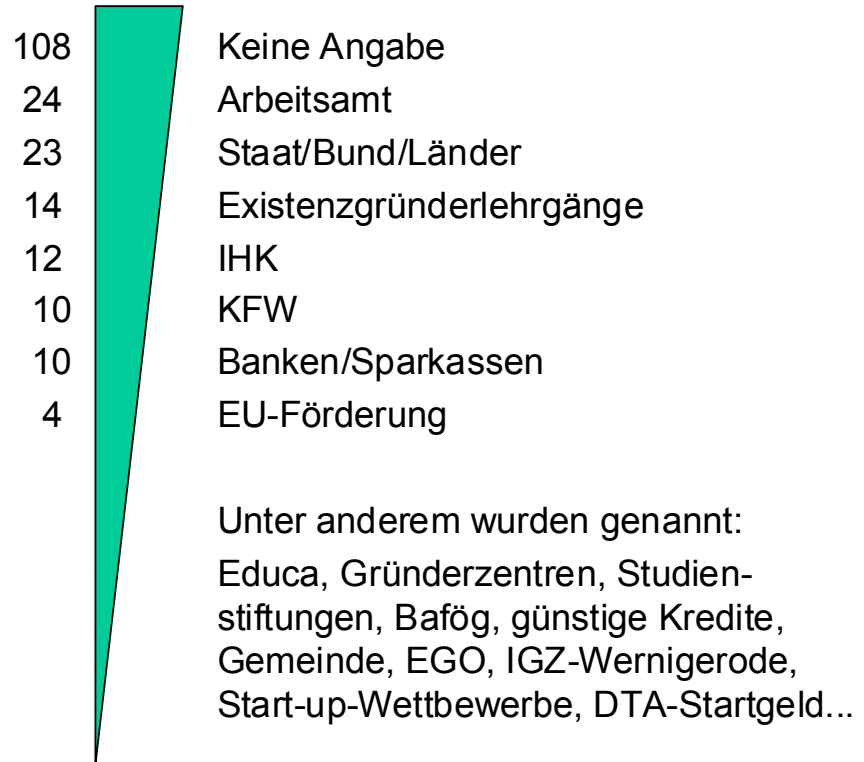 108 Keine Angabe
24 Arbeitsamt
23 Staat/Bund/Länder
14 Existenzgründerlehrgänge
12 IHK
10 KFW
10 Banken/Sparkassen
4 EU-Förderung
Unter anderem wurden genannt:
Educa, Gründerzentren, Studien-
stiftungen, Bafög, günstige Kredite,
Gemeinde, EGO, IGZ-Wernigerode,
Start-up-Wettbewerbe, DTA-Startgeld...